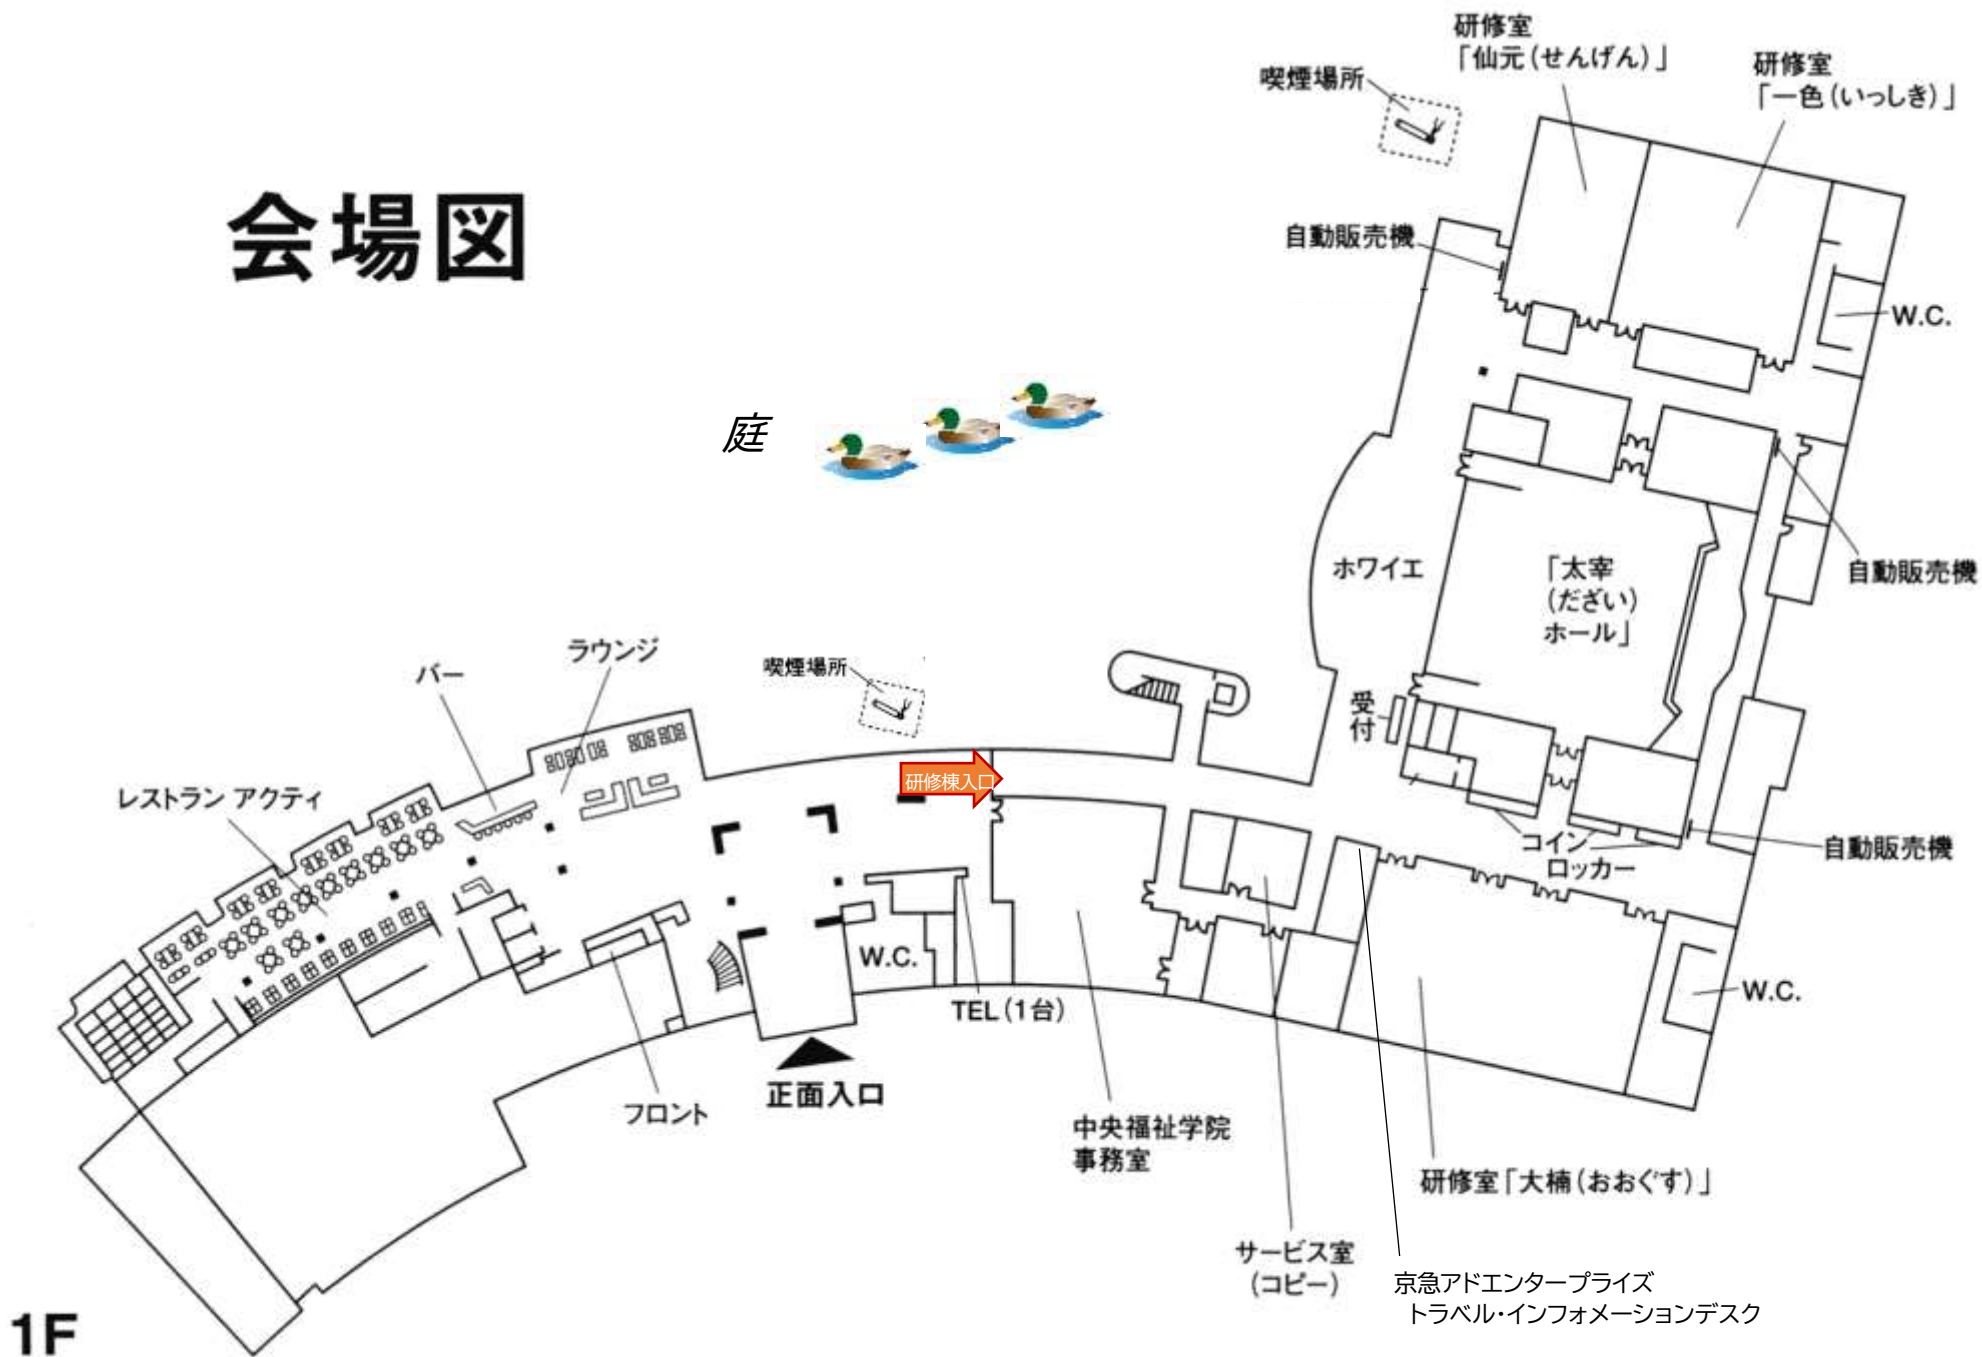 会場図
研修室
「仙元(せんげん)」
研修室
「一色(いっしき)」
喫煙場所
自動販売機
W.C.
庭
ホワイエ
「太宰
(だざい)
ホール」
自動販売機
ラウンジ
バー
喫煙場所
受付
研修棟入口
レストラン アクティ
コイン
ロッカー
自動販売機
W.C.
W.C.
TEL(1台)
正面入口
フロント
中央福祉学院
事務室
研修室「大楠(おおぐす)」
サービス室
(コピー)
京急アドエンタープライズ
トラベル・インフォメーションデスク
1F